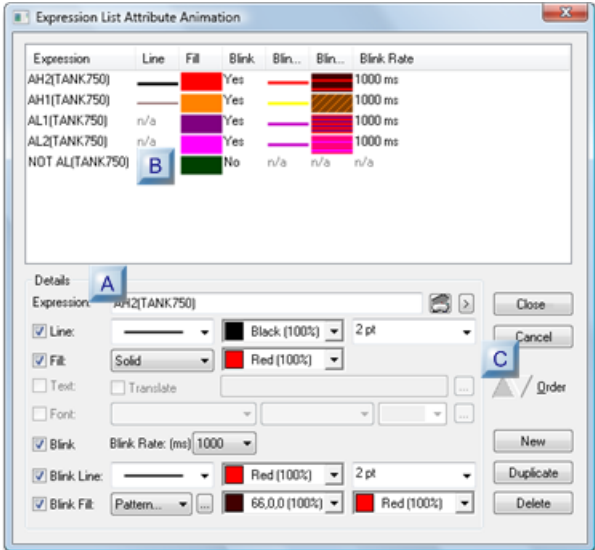 Expression List Attribute Animation
Expression Line Fill Blink Blin... Blin... Blink Rate
AH2(TANK750) Yes 1000 ms
AH1(TANK750) Yes 1000 ms
AL1(TANK750) n/a Yes 1000 ms
AL2(TANK750) n/a Yes 1000 ms
NOT AL(TANK750) B No n/a n/a n/a
Details A
Expression: AH2(TANK750) > Close
Line: Black (100%) 2 pt Cancel
Fill: Solid Red (100%) C
Text: Translate ... Order
Font: ...
Blink Blink Rate: (ms) 1000 New
Blink Line: Red (100%) 2 pt Duplicate
Blink Fill: Pattern... ... 66,0,0 (100%) Red (100%) Delete